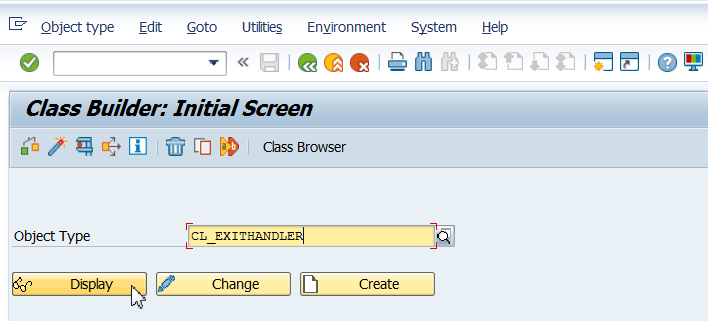 Object type Edit Goto Utilities Environment System Help
Class Builder: Initial Screen
Class Browser
Object Type CL_EXITHANDLER
Display Change Create